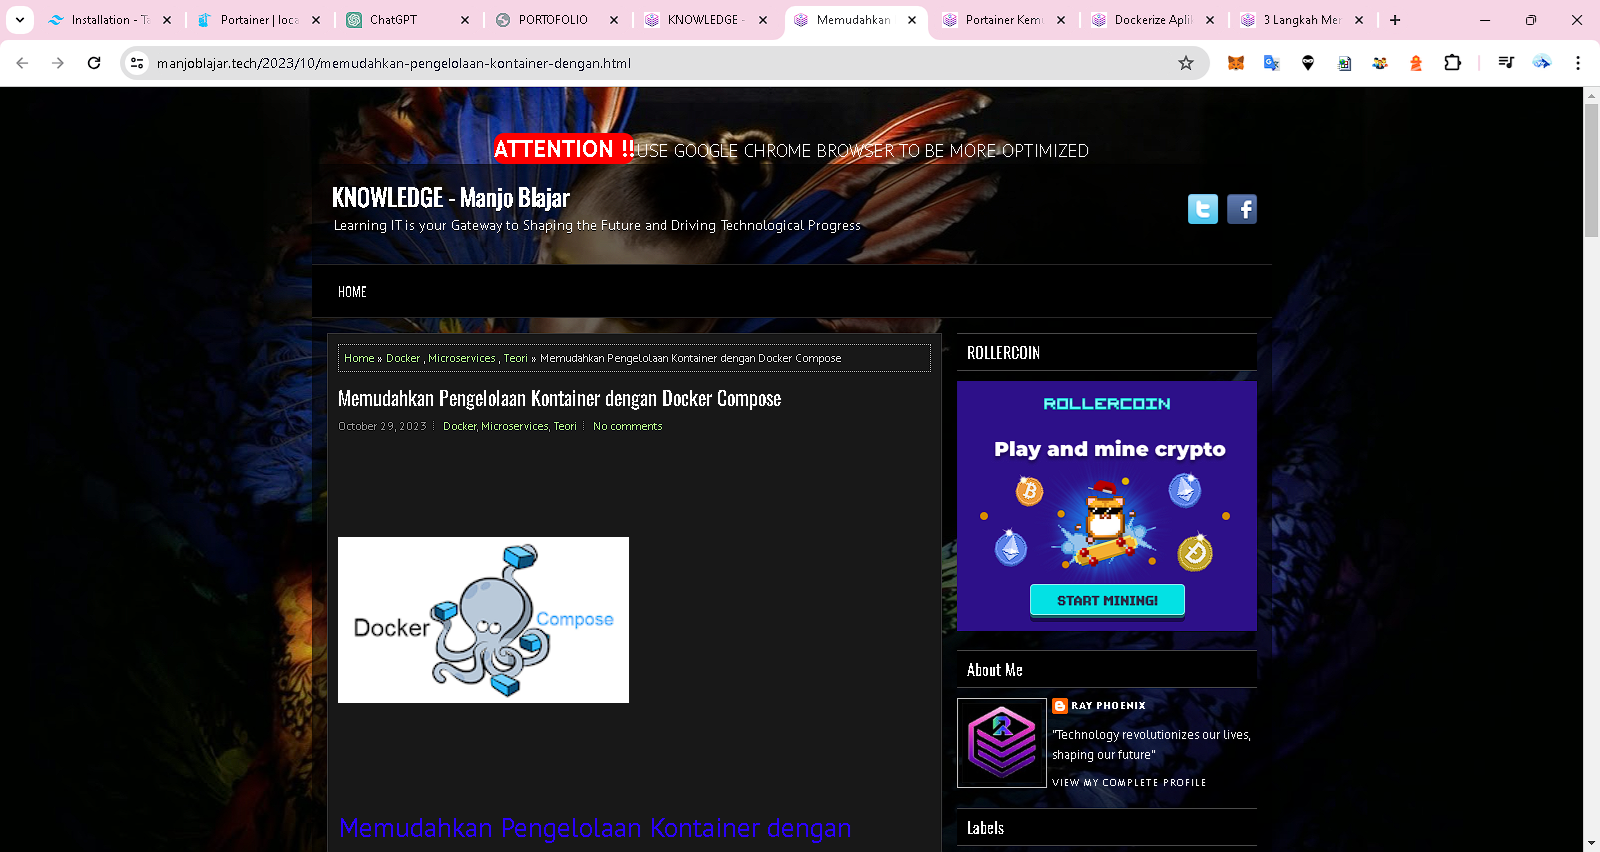 Installation - Ta
Portainer | loca
ChatGPT
PORTOFOLIO
KNOWLEDGE -
Memudahkan
Portainer Kemu
Dockerize Aplik
3 Langkah Mer
manjoblajar.tech/2023/10/memudahkan-pengelolaan-kontainer-dengan.html
ATTENTION !! USE GOOGLE CHROME BROWSER TO BE MORE OPTIMIZED
KNOWLEDGE - Manjo Blajar
Learning IT is your Gateway to Shaping the Future and Driving Technological Progress
HOME
Home » Docker , Microservices , Teori » Memudahkan Pengelolaan Kontainer dengan Docker Compose
Memudahkan Pengelolaan Kontainer dengan Docker Compose
October 29, 2023 Docker, Microservices, Teori No comments
Docker Compose
Memudahkan Pengelolaan Kontainer dengan
ROLLERCOIN
ROLLERCOIN
Play and mine crypto
START MINING!
About Me
RAY PHOENIX
"Technology revolutionizes our lives,
shaping our future"
VIEW MY COMPLETE PROFILE
Labels